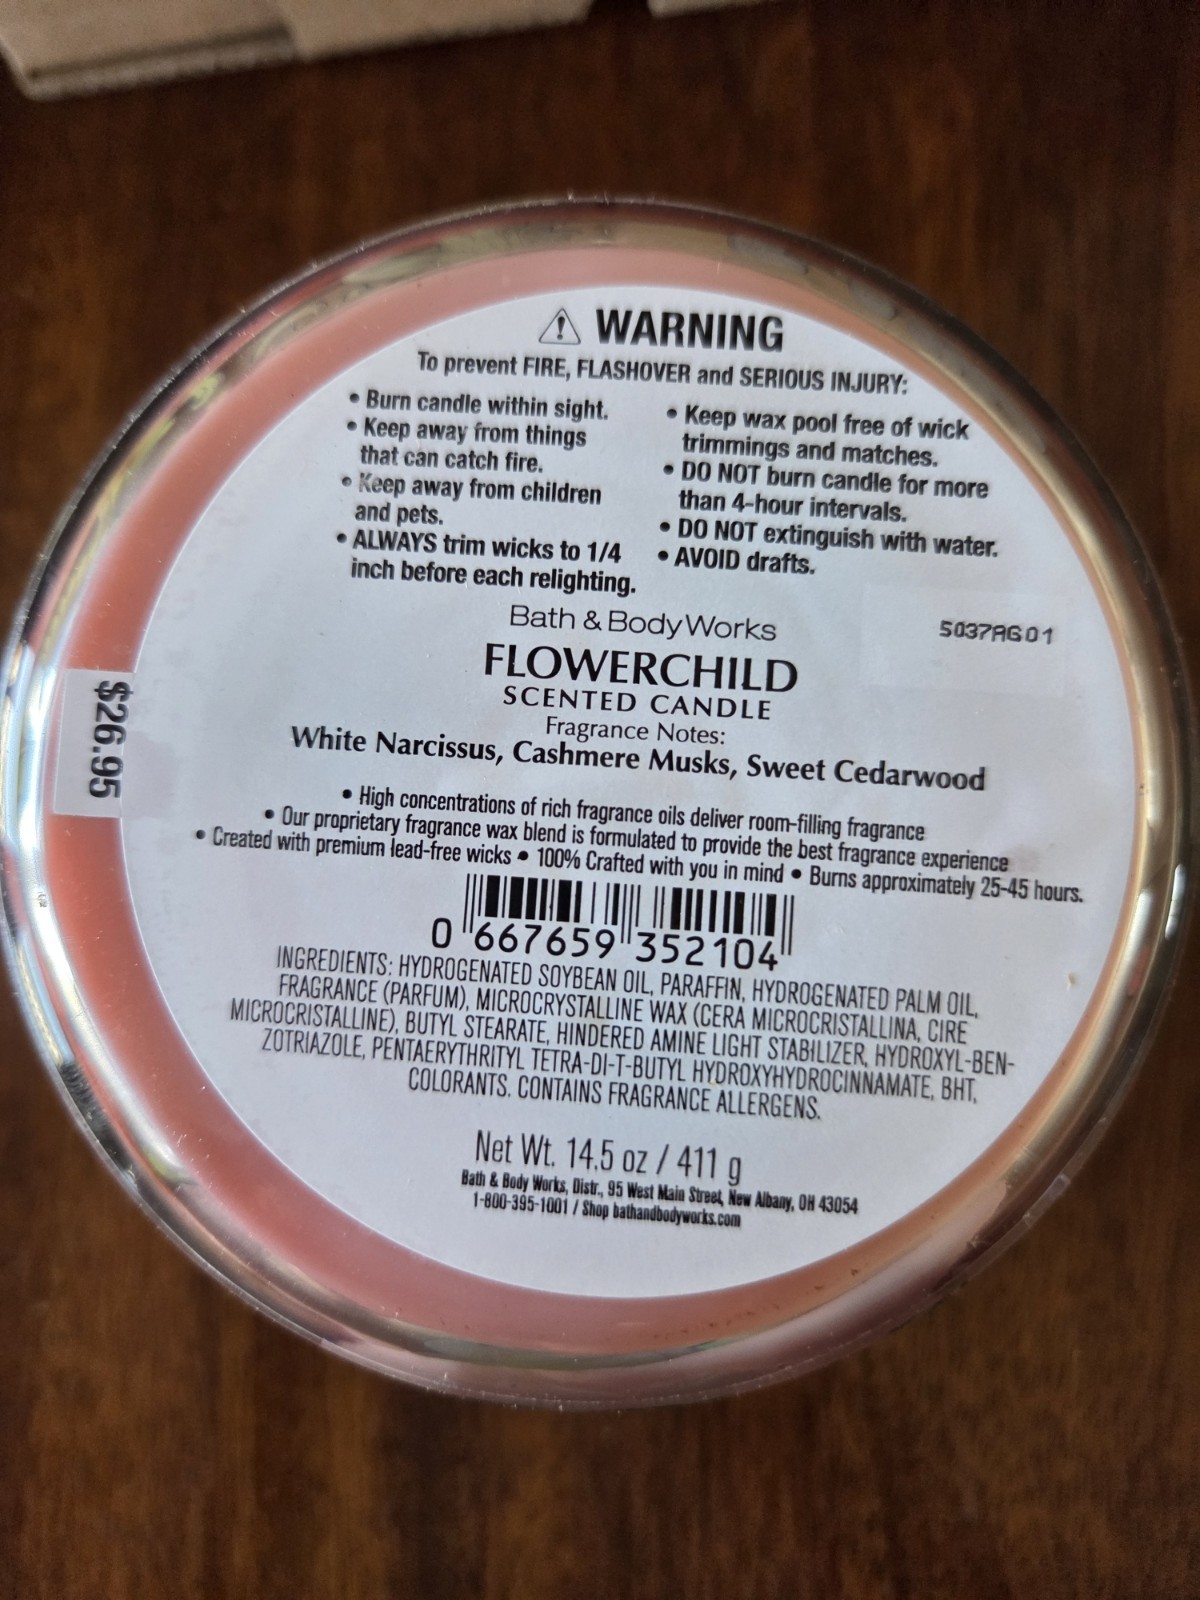 ⚠ WARNING
To prevent FIRE, FLASHOVER and SERIOUS INJURY:
• Burn candle within sight.
• Keep away from things
that can catch fire.
• Keep away from children
and pets.
• ALWAYS trim wicks to 1/4
inch before each relighting.
• Keep wax pool free of wick
trimmings and matches.
• DO NOT burn candle for more
than 4-hour intervals.
• DO NOT extinguish with water.
• AVOID drafts.
Bath & Body Works
5037AG01
FLOWERCHILD
SCENTED CANDLE
Fragrance Notes:
White Narcissus, Cashmere Musks, Sweet Cedarwood
$26.95
• High concentrations of rich fragrance oils deliver room-filling fragrance
• Our proprietary fragrance wax blend is formulated to provide the best fragrance experience
• Created with premium lead-free wicks • 100% Crafted with you in mind • Burns approximately 25-45 hours.
0 667659 352104
INGREDIENTS: HYDROGENATED SOYBEAN OIL, PARAFFIN, HYDROGENATED PALM OIL,
FRAGRANCE (PARFUM), MICROCRYSTALLINE WAX (CERA MICROCRISTALLINA, CIRE
MICROCRISTALLINE), BUTYL STEARATE, HINDERED AMINE LIGHT STABILIZER, HYDROXYL-BEN-
ZOTRIAZOLE, PENTAERYTHRITYL TETRA-DI-T-BUTYL HYDROXYHYDROCINNAMATE, BHT,
COLORANTS. CONTAINS FRAGRANCE ALLERGENS.
Net Wt. 14.5 oz / 411 g
Bath & Body Works, Distr., 95 West Main Street, New Albany, OH 43054
1-800-395-1001 / Shop bathandbodyworks.com